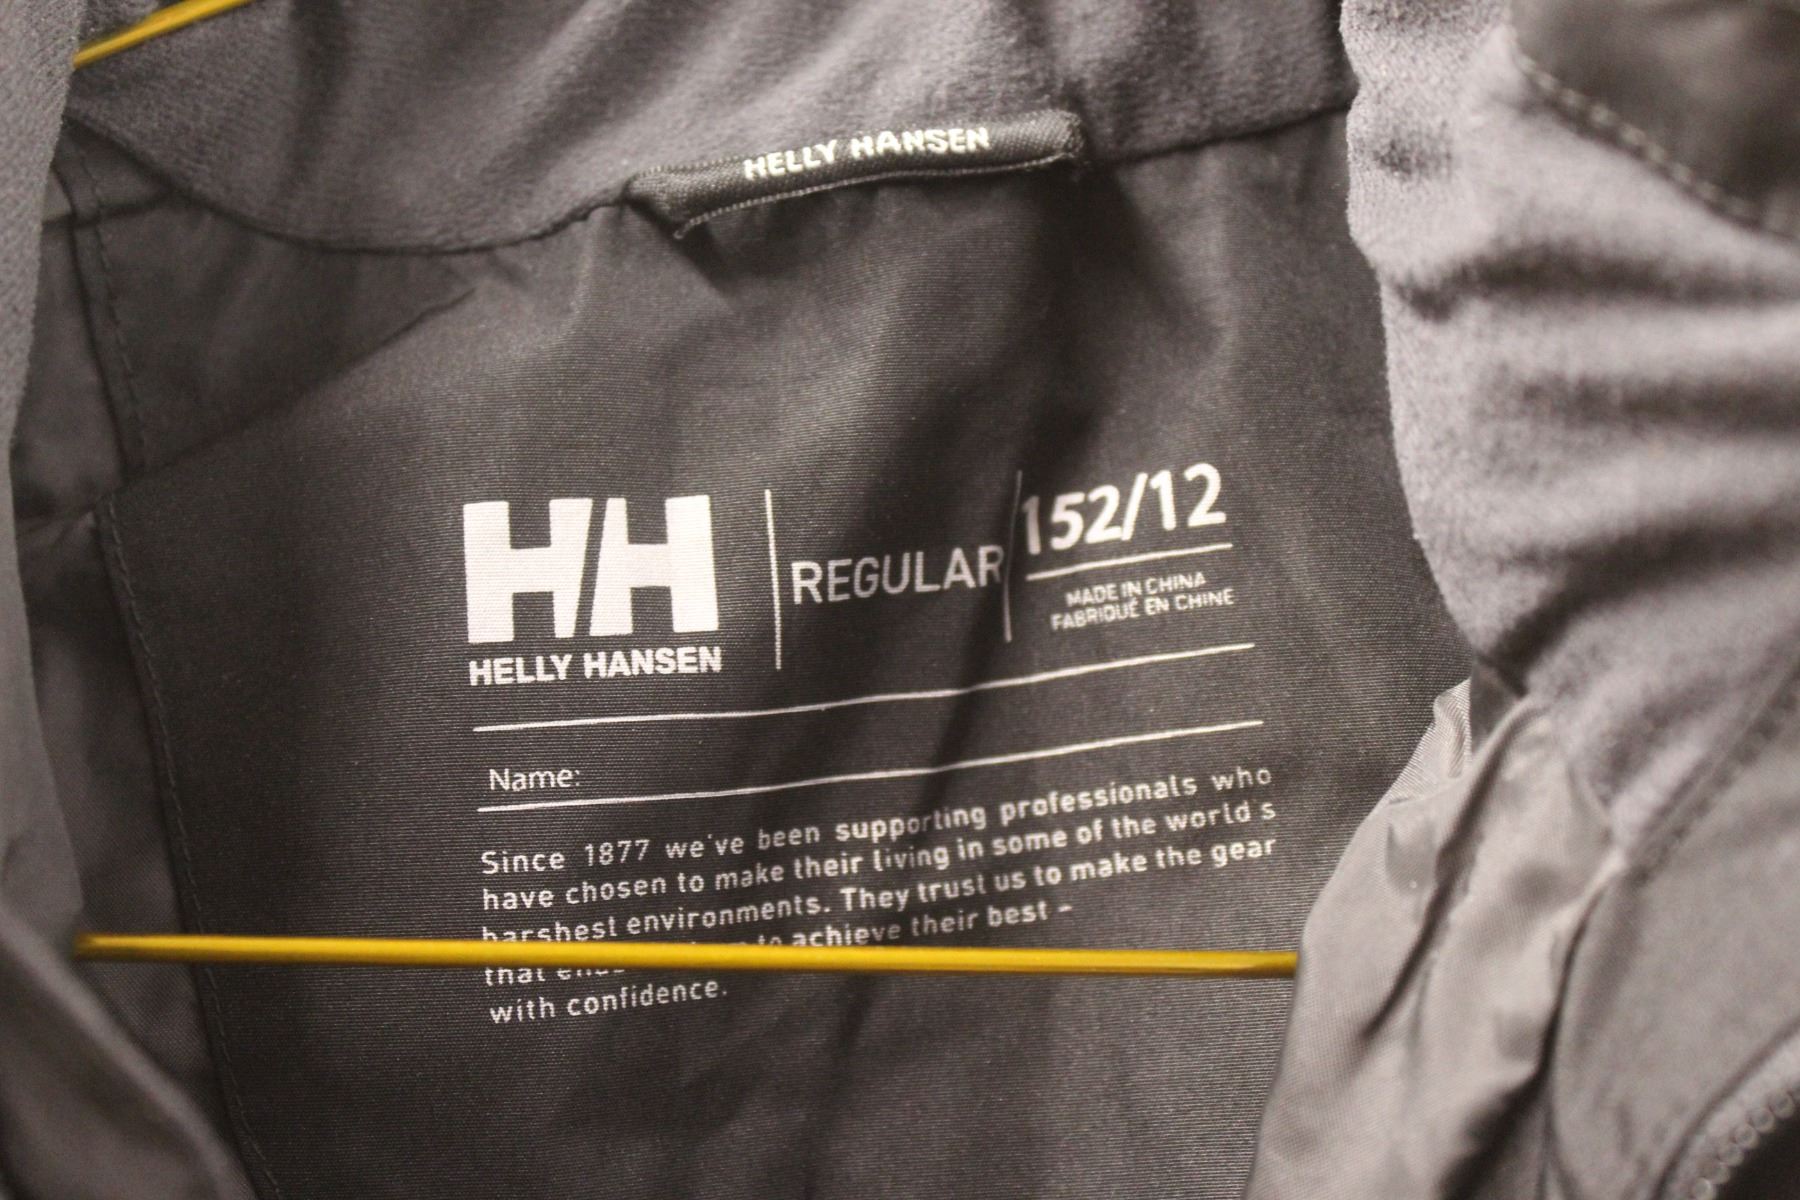 HELLY HANSEN
HH
HELLY HANSEN
REGULAR
152/12
MADE IN CHINA
FABRIQUÉ EN CHINE
Name:
Since 1877 we've been supporting professionals who
have chosen to make their living in some of the world's
harshest environments. They trust us to make the gear
that to achieve their best -
with confidence.